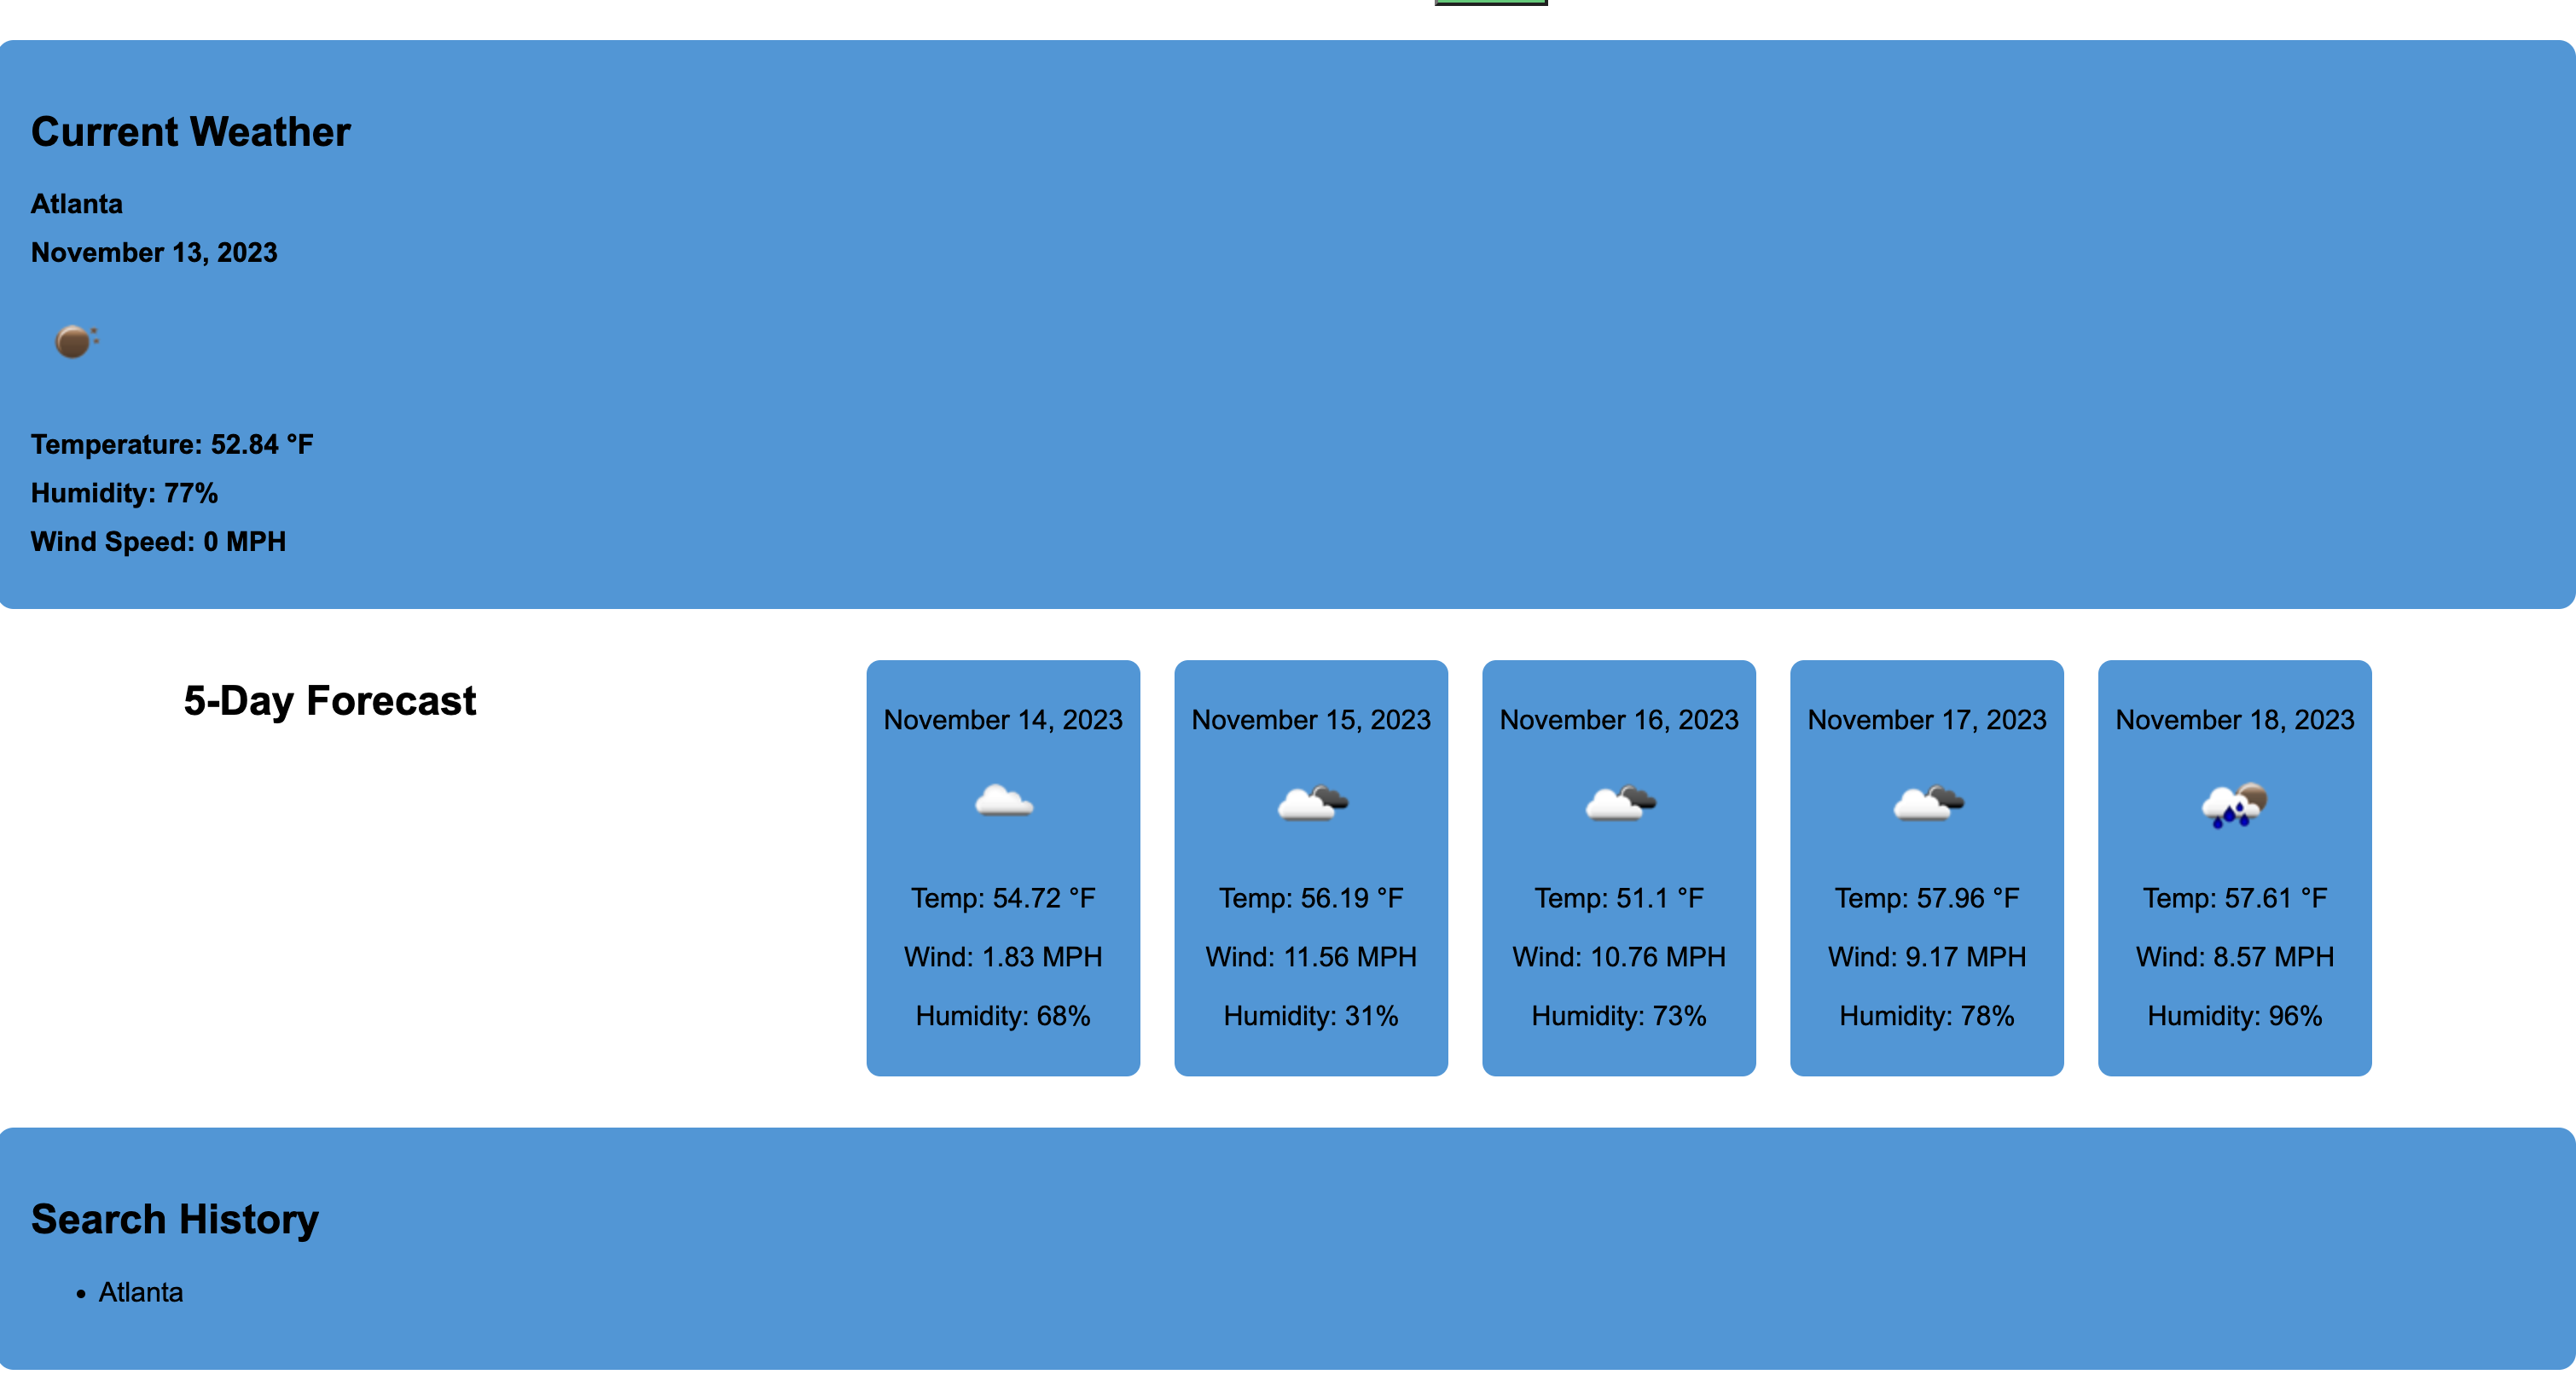 Current Weather
Atlanta
November 13, 2023
Temperature: 52.84 °F
Humidity: 77%
Wind Speed: 0 MPH
5-Day Forecast
November 14, 2023
Temp: 54.72 °F
Wind: 1.83 MPH
Humidity: 68%
November 15, 2023
Temp: 56.19 °F
Wind: 11.56 MPH
Humidity: 31%
November 16, 2023
Temp: 51.1 °F
Wind: 10.76 MPH
Humidity: 73%
November 17, 2023
Temp: 57.96 °F
Wind: 9.17 MPH
Humidity: 78%
November 18, 2023
Temp: 57.61 °F
Wind: 8.57 MPH
Humidity: 96%
Search History
• Atlanta